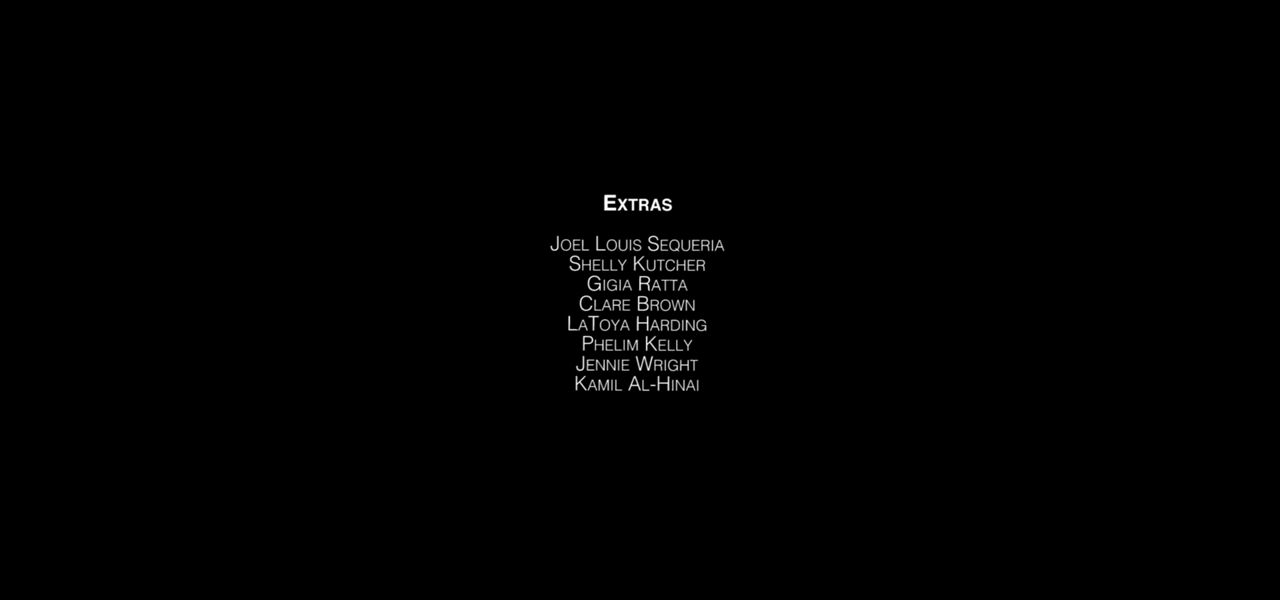 Extras
Joel Louis Sequeria
Shelly Kutcher
Gigia Ratta
Clare Brown
LaToya Harding
Phelim Kelly
Jennie Wright
Kamil Al-Hinai